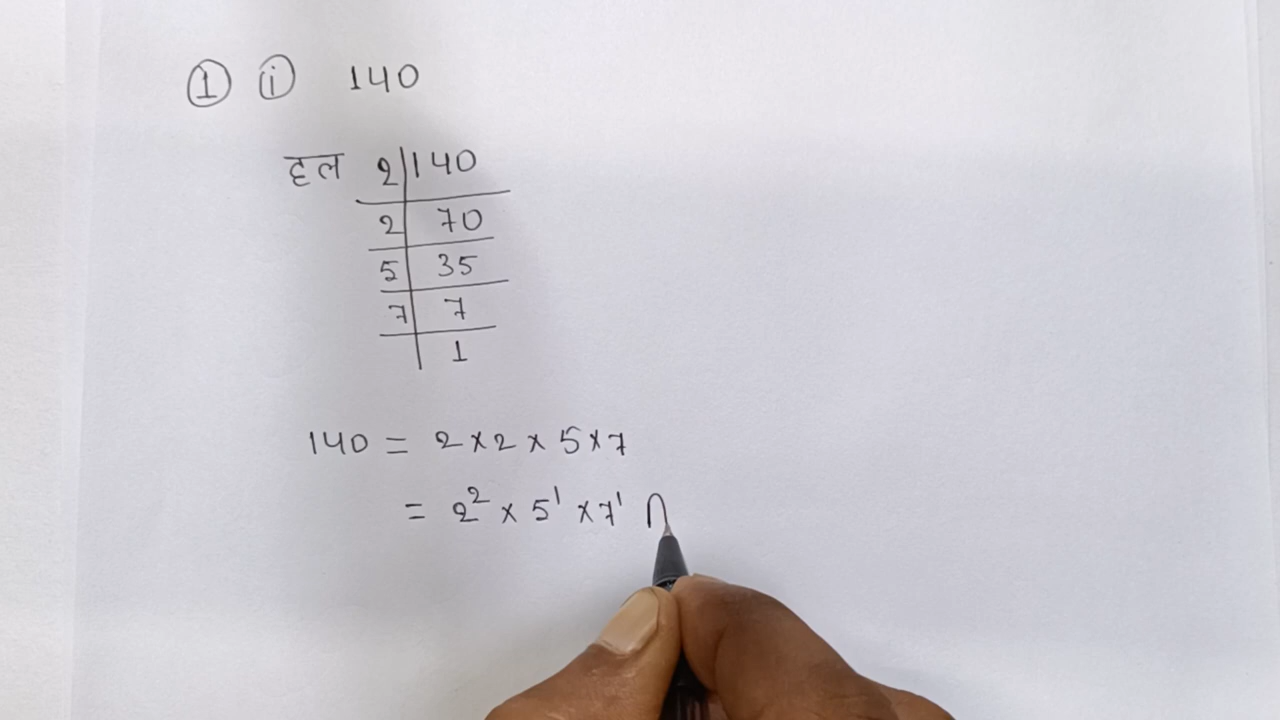 ① ⓘ 140
हल 2|140
2|70
5|35
7|7
|1
140 = 2 × 2 × 5 × 7
= 2² × 5¹ × 7¹